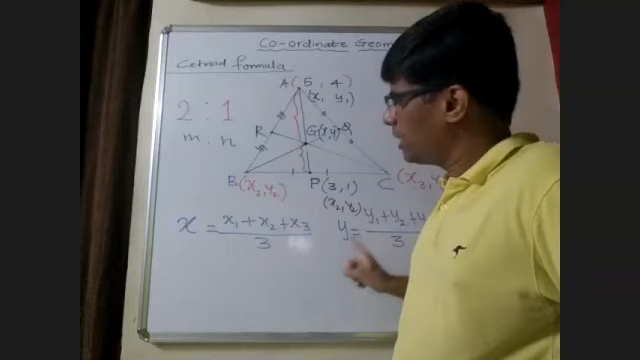 Co-ordinate Geom
Cetroid formula
A(5, 4)
(x₁ y₁)
2 : 1
m : n
R
G(x,y)
Q
B(x₂,y₂)
P(3,1)
C(x₃,y
(x₂,y₂)
x = x₁+x₂+x₃ / 3
y = y₁+y₂+y / 3